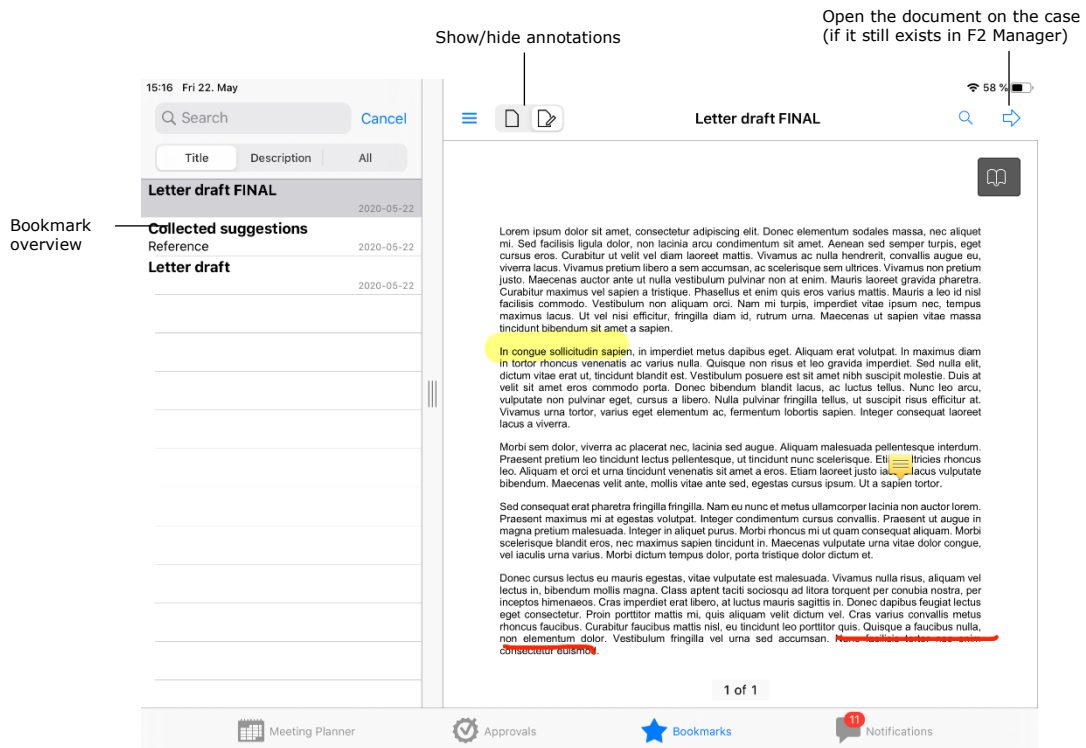 Open the document on the case
(if it still exists in F2 Manager)
Show/hide annotations
15:16 Fri 22. May
58 %
Search
Cancel
Letter draft FINAL
Title Description All
Letter draft FINAL
2020-05-22
Bookmark
overview
Collected suggestions
Reference
2020-05-22
Letter draft
2020-05-22
Lorem ipsum dolor sit amet, consectetur adipiscing elit. Donec elementum sodales massa, nec aliquet
mi. Sed facilisis ligula dolor, non lacinia arcu condimentum sit amet. Aenean sed semper turpis, eget
cursus eros. Curabitur ut velit vel diam laoreet mattis. Vivamus ac nulla hendrerit, convallis augue eu,
viverra lacus. Vivamus pretium libero a sem accumsan, ac scelerisque sem ultrices. Vivamus non pretium
justo. Maecenas auctor ante ut nulla vestibulum pulvinar non at enim. Mauris laoreet gravida pharetra.
Curabitur maximus vel sapien a tristique. Phasellus et enim quis eros varius mattis. Mauris a leo id nisl
facilisis commodo. Vestibulum non aliquam orci. Nam mi turpis, imperdiet vitae ipsum nec, tempus
maximus lacus. Ut vel nisi efficitur, fringilla diam id, rutrum urna. Maecenas ut sapien vitae massa
tincidunt bibendum sit amet a sapien.
In congue sollicitudin sapien, in imperdiet metus dapibus eget. Aliquam erat volutpat. In maximus diam
in tortor rhoncus venenatis ac varius nulla. Quisque non risus et leo gravida imperdiet. Sed nulla elit,
dictum vitae erat ut, tincidunt blandit est. Vestibulum posuere est sit amet nibh suscipit molestie. Duis at
velit sit amet eros commodo porta. Donec bibendum blandit lacus, ac luctus tellus. Nunc leo arcu,
vulputate non pulvinar eget, cursus a libero. Nulla pulvinar fringilla tellus, ut suscipit risus efficitur at.
Vivamus urna tortor, varius eget elementum ac, fermentum lobortis sapien. Integer consequat laoreet
lacus a viverra.
Morbi sem dolor, viverra ac placerat nec, lacinia sed augue. Aliquam malesuada pellentesque interdum.
Praesent pretium leo tincidunt lectus pellentesque, ut tincidunt nunc scelerisque. rhoncus
leo. Aliquam et orci et urna tincidunt venenatis sit amet a eros. Etiam laoreet justo lacus vulputate
bibendum. Maecenas velit ante, mollis vitae ante sed, egestas cursus ipsum. Ut a sapien tortor.
Sed consequat erat pharetra fringilla fringilla. Nam eu nunc et metus ullamcorper lacinia non auctor lorem.
Praesent maximus mi at egestas volutpat. Integer condimentum cursus convallis. Praesent ut augue in
magna pretium malesuada. Integer in aliquet purus. Morbi rhoncus mi ut quam consequat aliquam. Morbi
scelerisque blandit eros, nec maximus sapien tincidunt in. Maecenas vulputate urna vitae dolor congue,
vel iaculis urna varius. Morbi dictum tempus dolor, porta tristique dolor dictum et.
Donec cursus lectus eu mauris egestas, vitae vulputate est malesuada. Vivamus nulla risus, aliquam vel
lectus in, bibendum mollis magna. Class aptent taciti sociosqu ad litora torquent per conubia nostra, per
inceptos himenaeos. Cras imperdiet erat libero, at luctus mauris sagittis in. Donec dapibus feugiat lectus
eget consectetur. Proin porttitor mattis mi, quis aliquam velit dictum vel. Cras varius convallis metus
rhoncus faucibus. Curabitur faucibus mattis nisl, eu tincidunt leo porttitor quis. Quisque a faucibus nulla,
non elementum dolor. Vestibulum fringilla vel urna sed accumsan. Nunc facilisis tortor nec enim
consectetur euismod.
1 of 1
Meeting Planner
Approvals
Bookmarks
11
Notifications